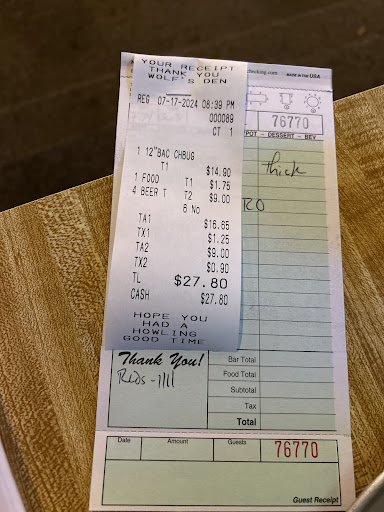 YOUR RECEIPT
THANK YOU
WOLF'S DEN
REG 07-17-2024 08:39 PM
000089
CT 1
1 12"BAC CHBUG
T1 $14.90
1 FOOD T1 $1.75
4 BEER T T2 $9.00
6 No
TA1 $16.65
TX1 $1.25
TA2 $9.00
TX2 $0.90
TL $27.80
CASH $27.80
HOPE YOU
HAD A
HOWLING
GOOD TIME
checking.com MADE IN THE USA
76770
POT - DESSERT - BEV
thick
Thank You!
Bar Total
Food Total
Subtotal
Tax
Total
Date Amount Guests 76770
Guest Receipt